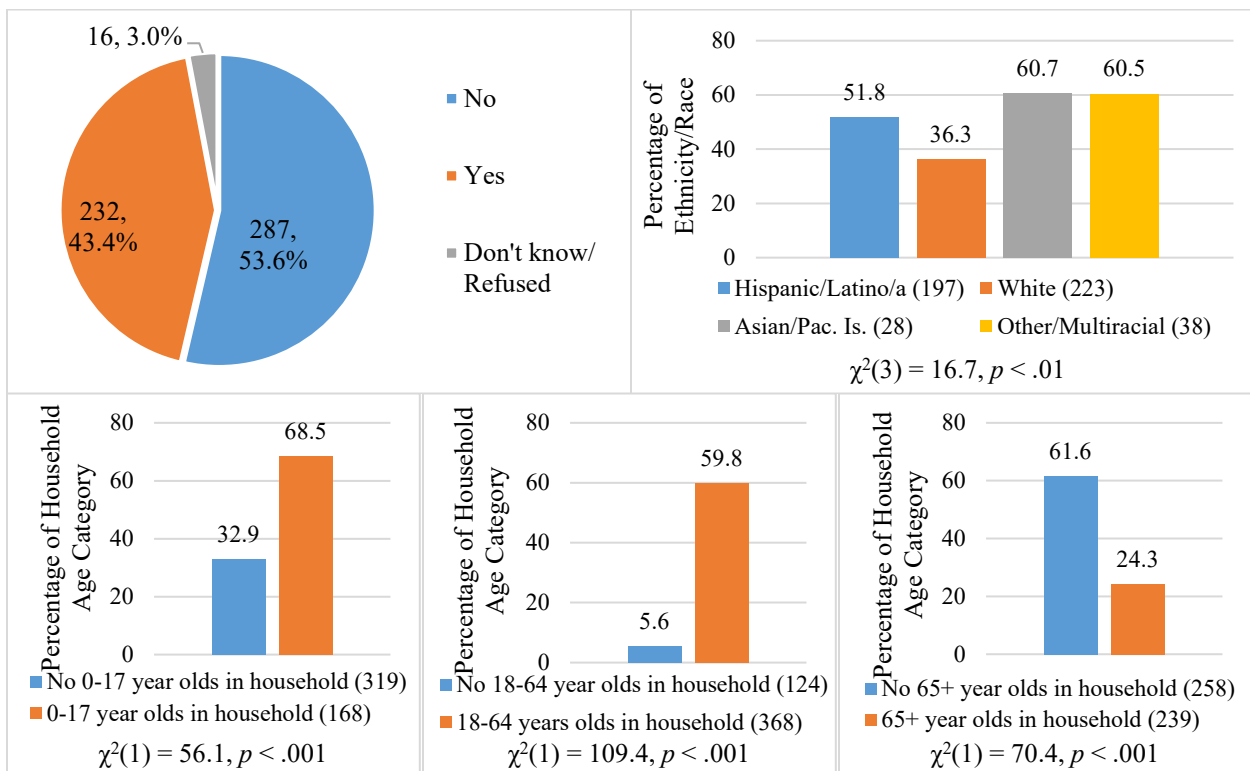 16, 3.0%
232,
43.4%
287,
53.6%
No
Yes
Don't know/
Refused
Percentage of
Ethnicity/Race
80
60
40
20
0
51.8
36.3
60.7
60.5
Hispanic/Latino/a (197)
White (223)
Asian/Pac. Is. (28)
Other/Multiracial (38)
χ²(3) = 16.7, p < .01
Percentage of Household
Age Category
80
60
40
20
0
32.9
68.5
No 0-17 year olds in household (319)
0-17 year olds in household (168)
χ²(1) = 56.1, p < .001
Percentage of Household
Age Category
80
60
40
20
0
5.6
59.8
No 18-64 year olds in household (124)
18-64 years olds in household (368)
χ²(1) = 109.4, p < .001
Percentage of Household
Age Category
80
60
40
20
0
61.6
24.3
No 65+ year olds in household (258)
65+ year olds in household (239)
χ²(1) = 70.4, p < .001